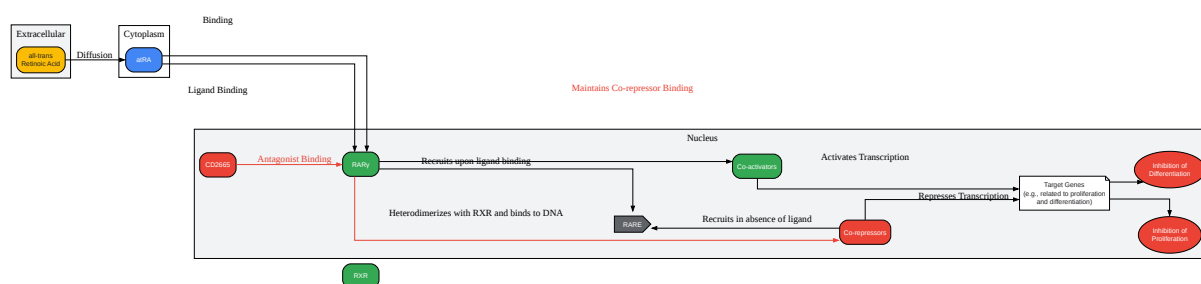 Binding
Extracellular
Cytoplasm
all-trans
Retinoic Acid
Diffusion
atRA
Ligand Binding
Maintains Co-repressor Binding
Nucleus
CD2665
Antagonist Binding
RARγ
Recruits upon ligand binding
Co-activators
Activates Transcription
Inhibition of
Differentiation
Target Genes
(e.g., related to proliferation
and differentiation)
Represses Transcription
Heterodimerizes with RXR and binds to DNA
RARE
Recruits in absence of ligand
Co-repressors
Inhibition of
Proliferation
RXR